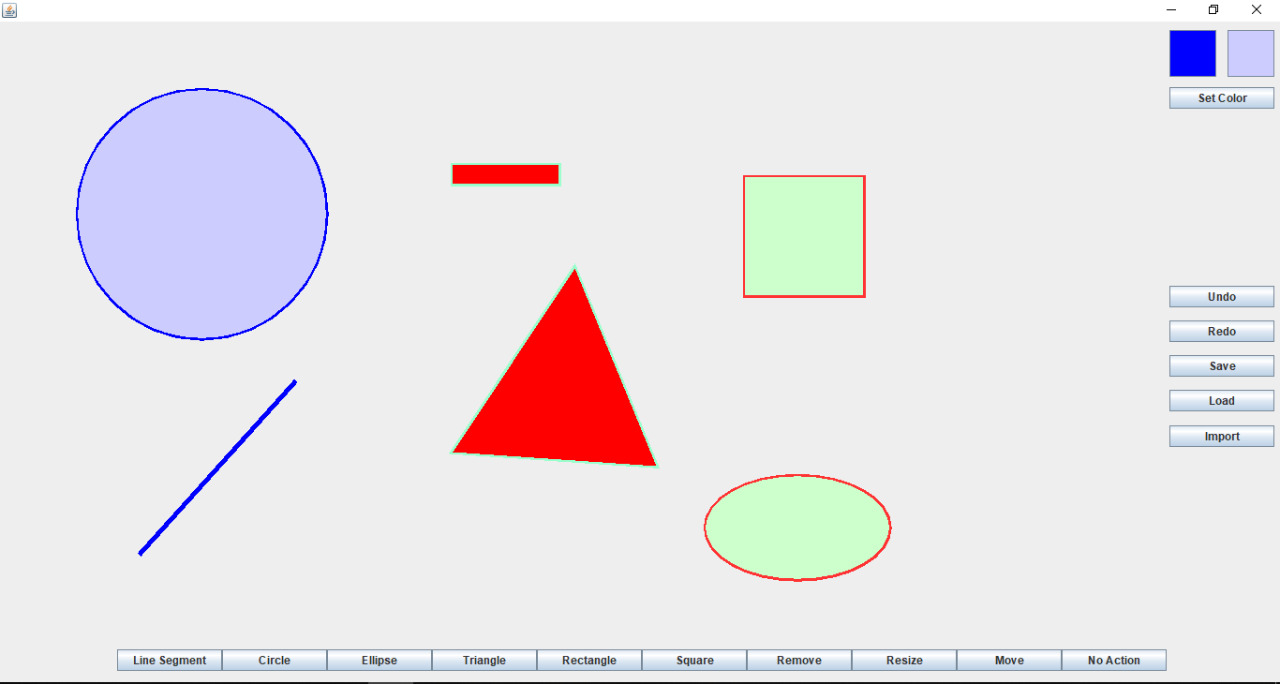 Set Color
Undo
Redo
Save
Load
Import
Line Segment
Circle
Ellipse
Triangle
Rectangle
Square
Remove
Resize
Move
No Action